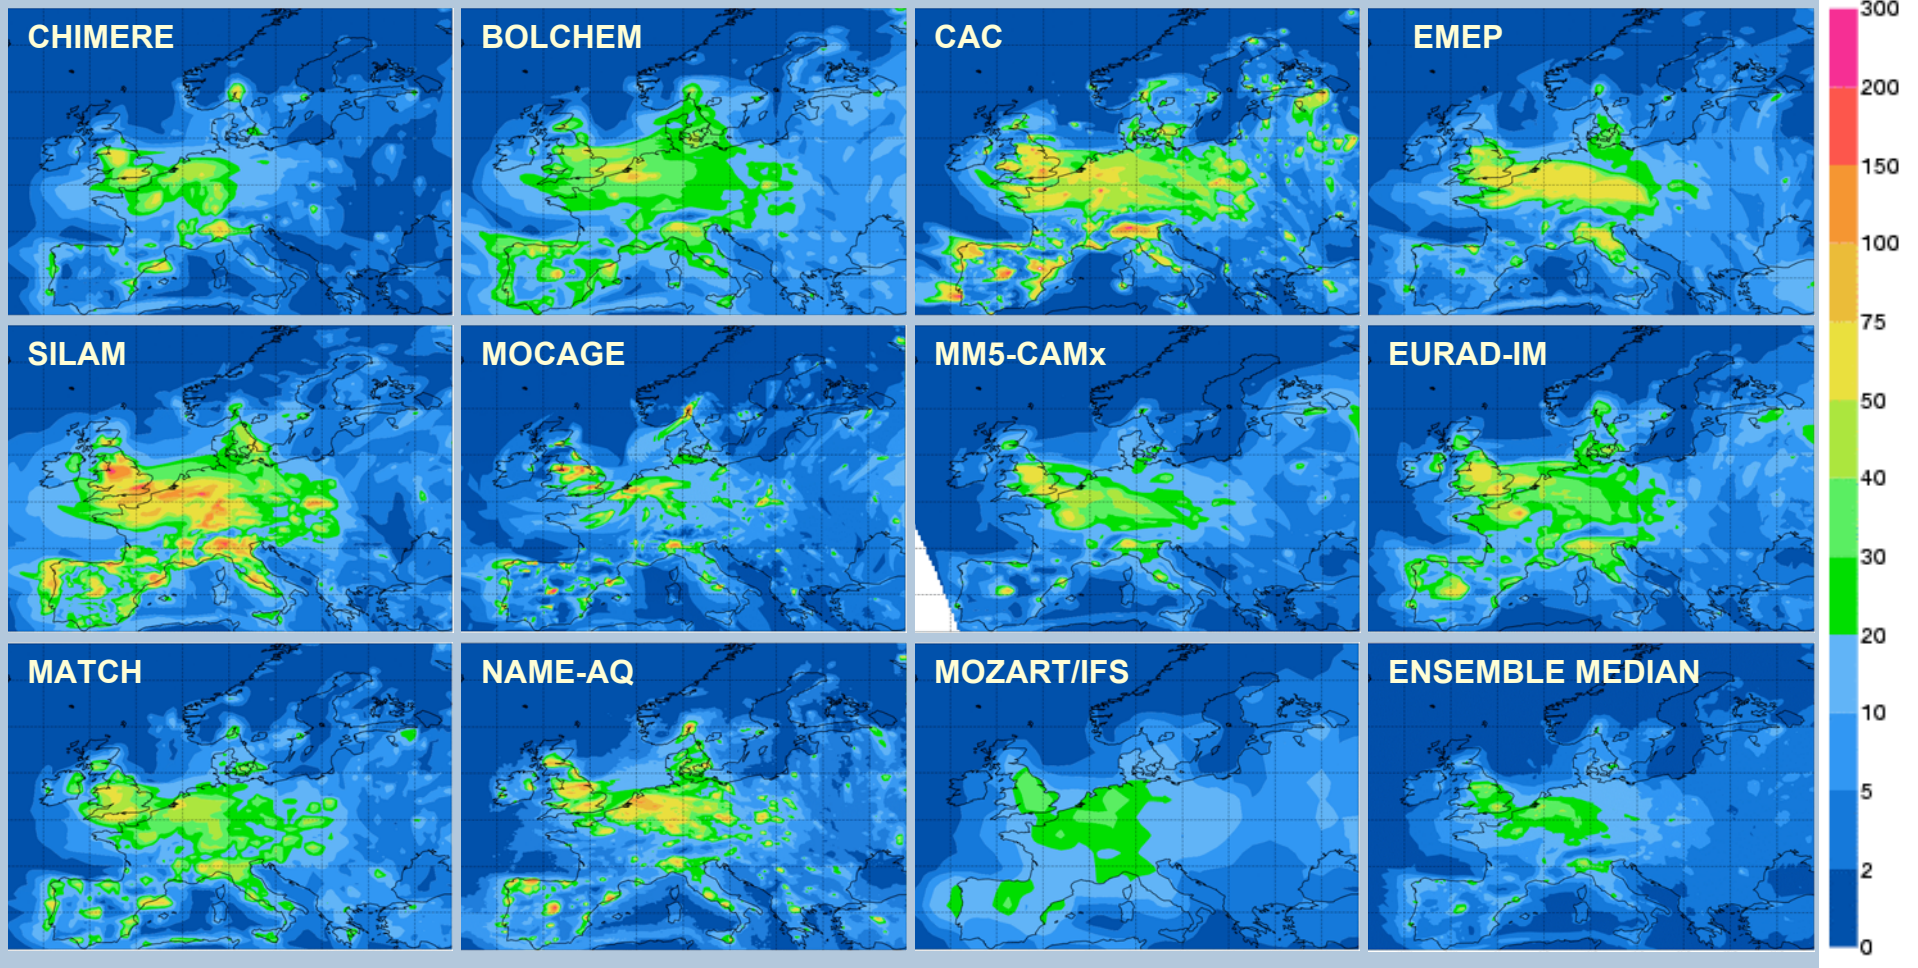 CHIMERE
BOLCHEM
CAC
EMEP
SILAM
MOCAGE
MM5-CAMx
EURAD-IM
MATCH
NAME-AQ
MOZART/IFS
ENSEMBLE MEDIAN
300
200
150
100
75
50
40
30
20
10
5
2
0